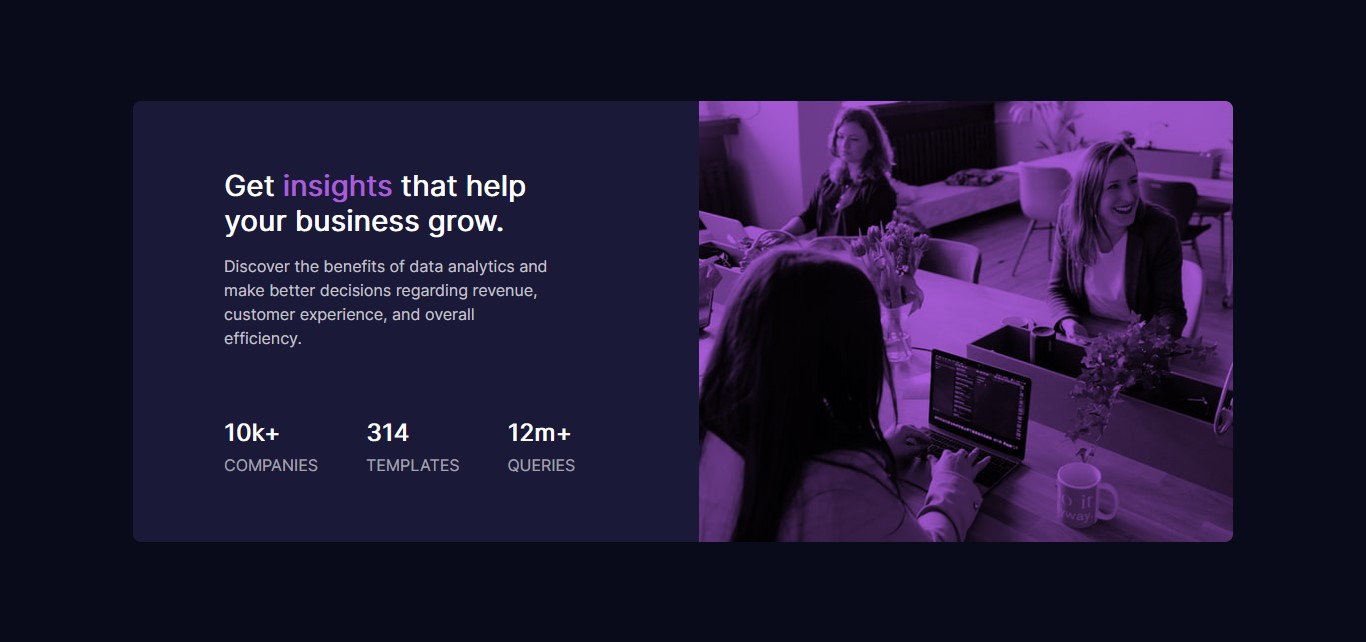 Get insights that help
your business grow.
Discover the benefits of data analytics and
make better decisions regarding revenue,
customer experience, and overall
efficiency.
10k+ 314 12m+
COMPANIES TEMPLATES QUERIES